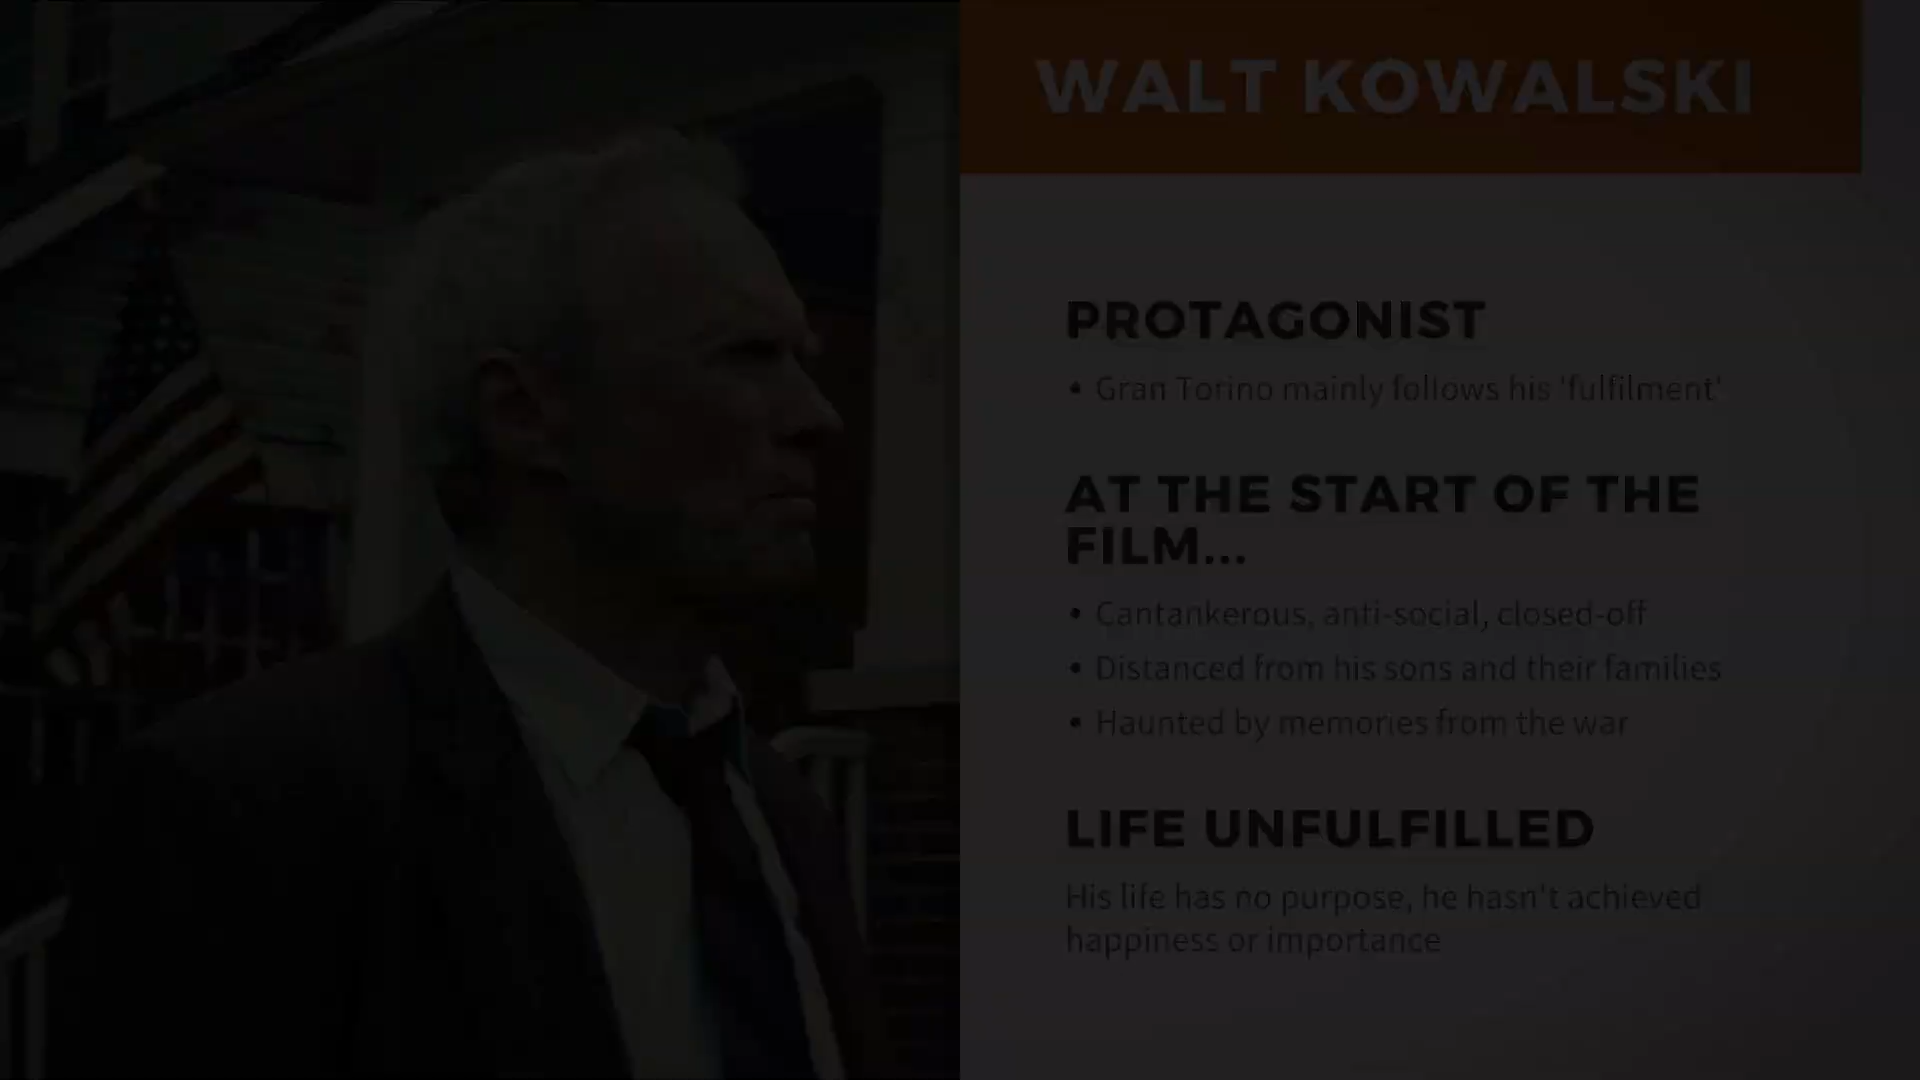 WALT KOWALSKI
PROTAGONIST
• Gran Torino mainly follows his 'fulfilment'
AT THE START OF THE
FILM...
• Cantankerous, anti-social, closed-off
• Distanced from his sons and their families
• Haunted by memories from the war
LIFE UNFULFILLED
His life has no purpose, he hasn't achieved
happiness or importance